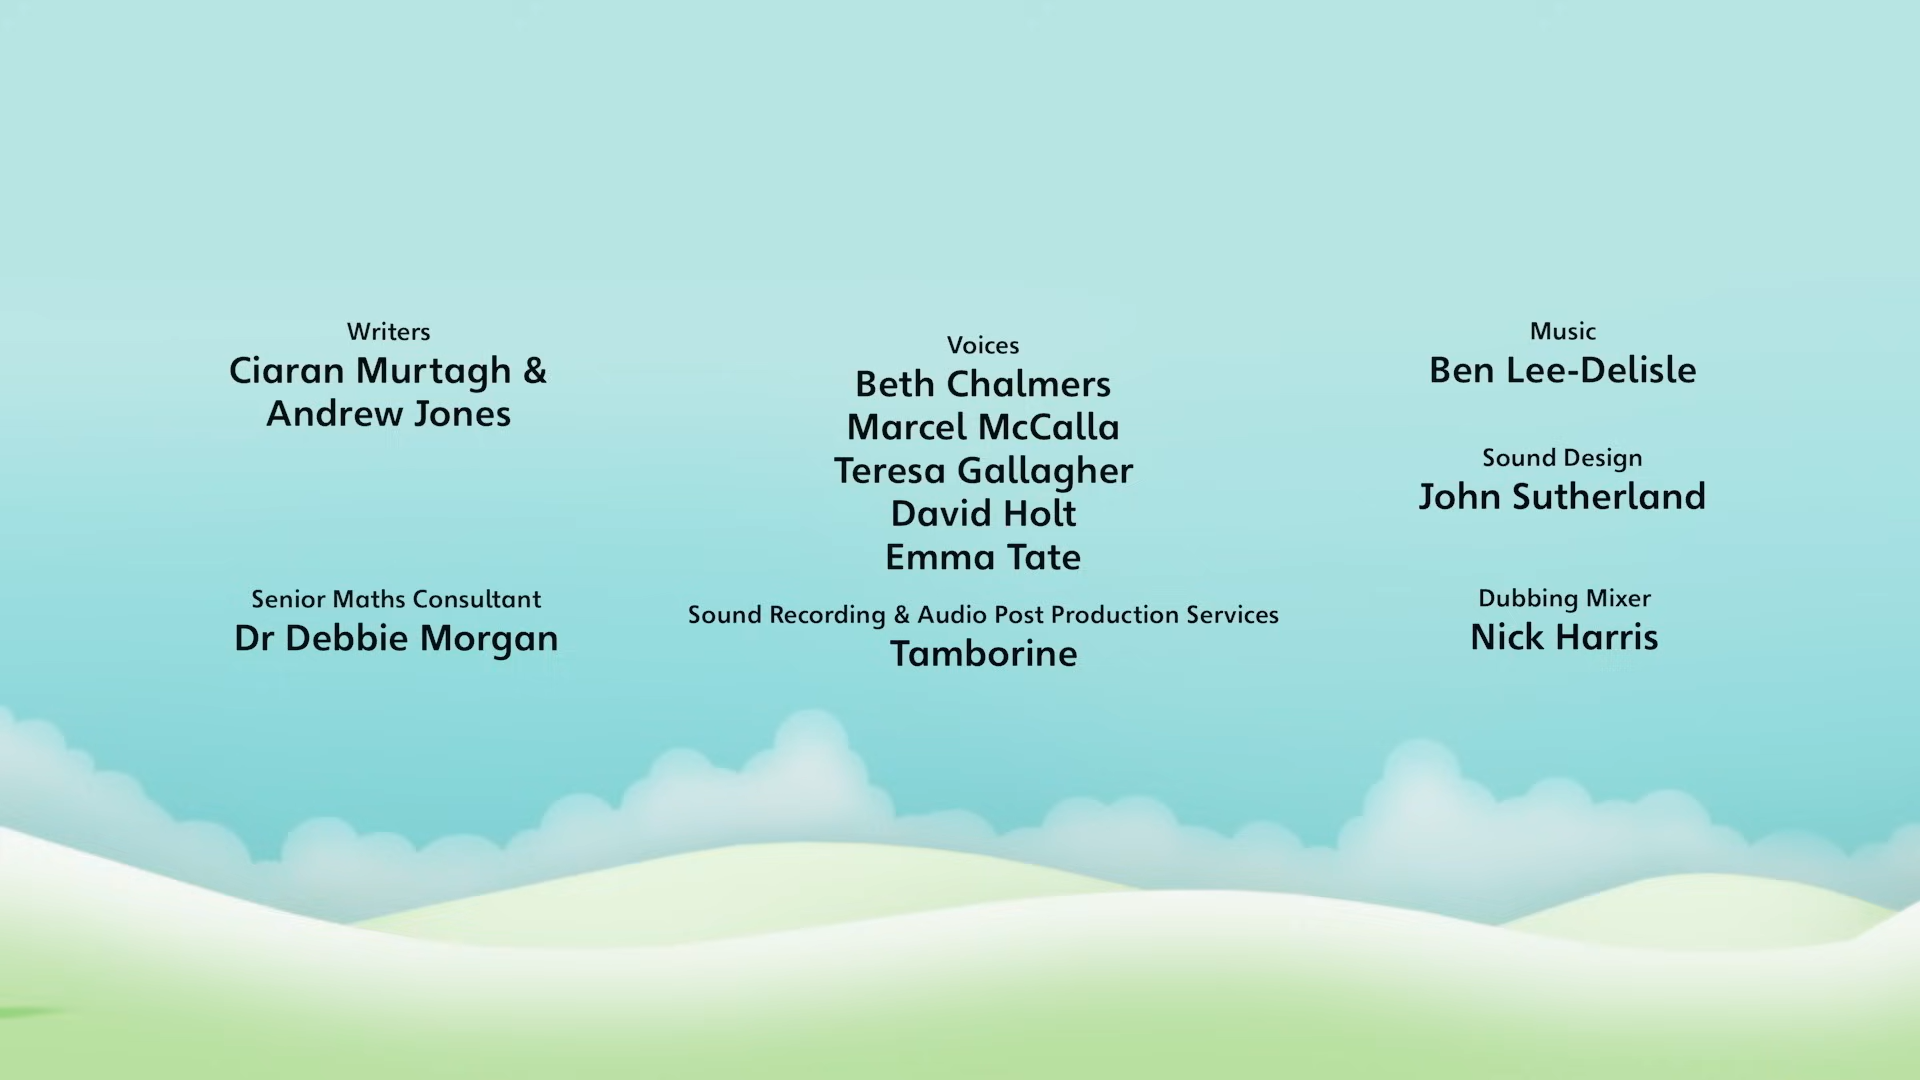 Writers
Ciaran Murtagh &
Andrew Jones
Senior Maths Consultant
Dr Debbie Morgan
Voices
Beth Chalmers
Marcel McCalla
Teresa Gallagher
David Holt
Emma Tate
Sound Recording & Audio Post Production Services
Tamborine
Music
Ben Lee-Delisle
Sound Design
John Sutherland
Dubbing Mixer
Nick Harris